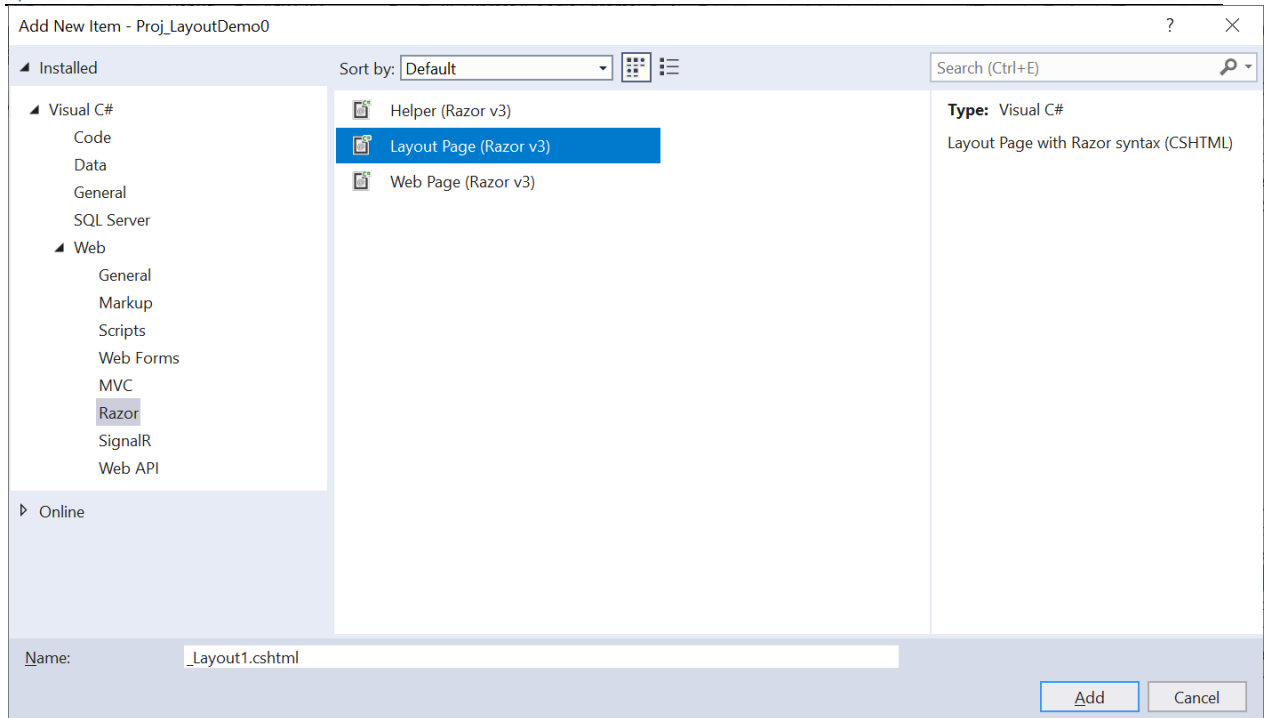 Add New Item - Proj_LayoutDemo0
?
Installed
Sort by: Default
Search (Ctrl+E)
Visual C#
Code
Data
General
SQL Server
Web
General
Markup
Scripts
Web Forms
MVC
Razor
SignalR
Web API
Online
Helper (Razor v3)
Layout Page (Razor v3)
Web Page (Razor v3)
Type: Visual C#
Layout Page with Razor syntax (CSHTML)
Name: _Layout1.cshtml
Add Cancel